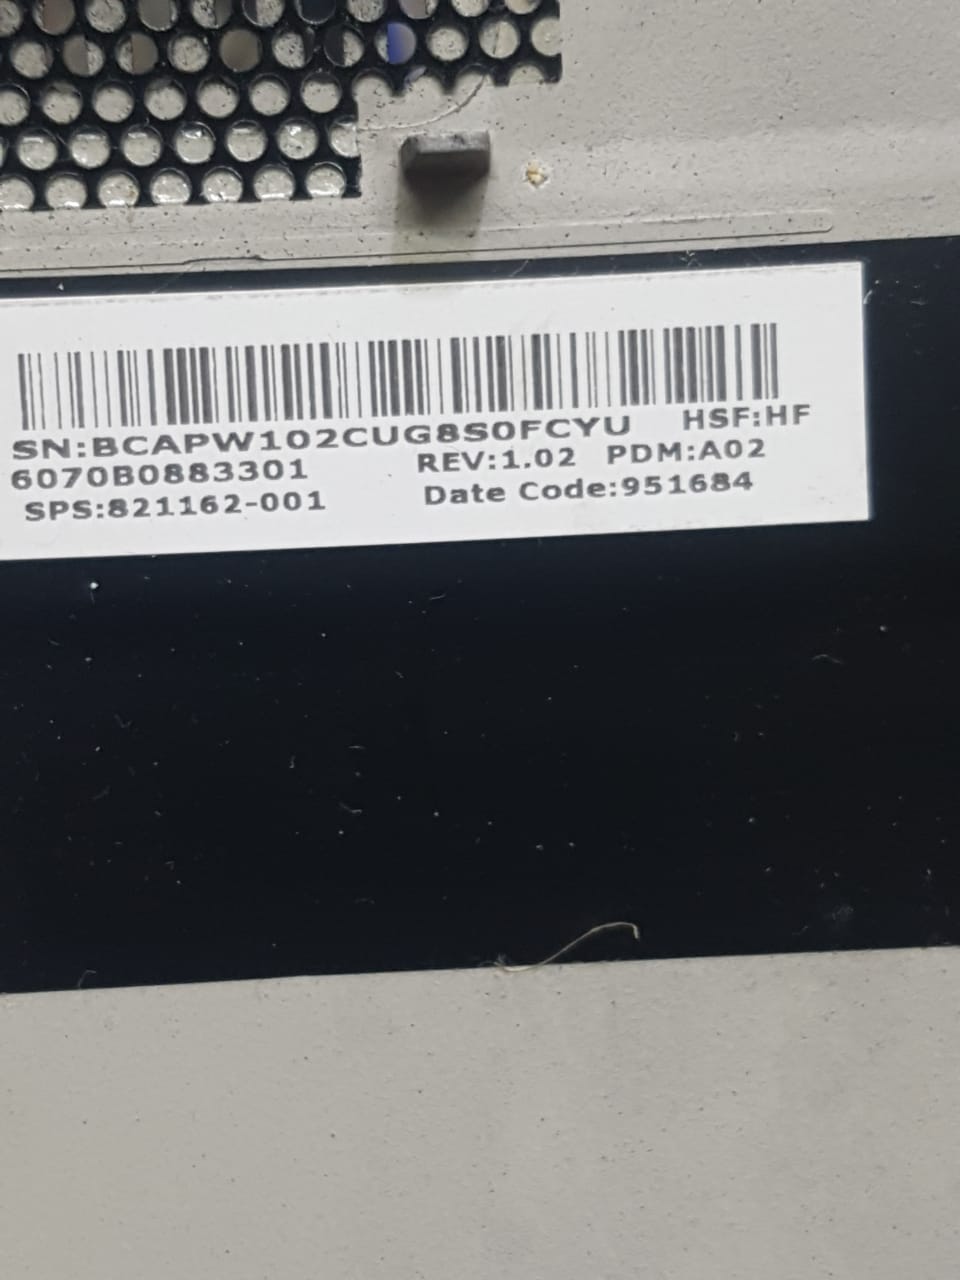 SN:BCAPW102CUG8S0FCYU HSF:HF
6070B0883301 REV:1.02 PDM:A02
SPS:821162-001 Date Code:951684